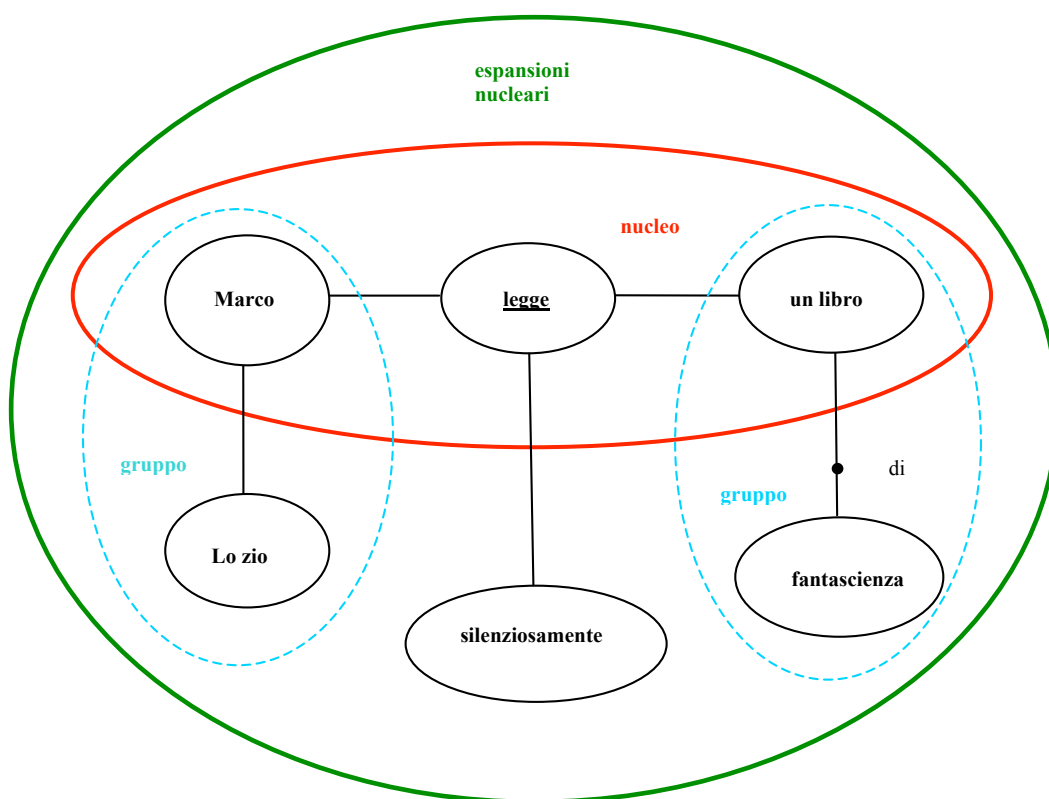 espansioni
nucleari
nucleo
Marco
legge
un libro
gruppo
di
gruppo
Lo zio
fantascienza
silenziosamente